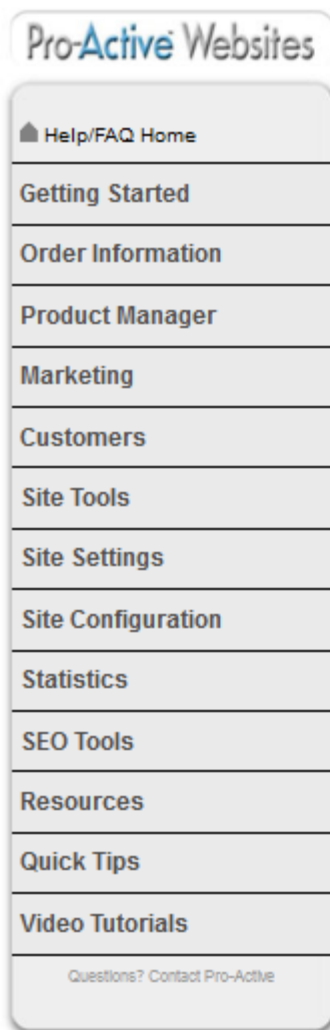 Pro-Active Websites
Help/FAQ Home
Getting Started
Order Information
Product Manager
Marketing
Customers
Site Tools
Site Settings
Site Configuration
Statistics
SEO Tools
Resources
Quick Tips
Video Tutorials
Questions? Contact Pro-Active